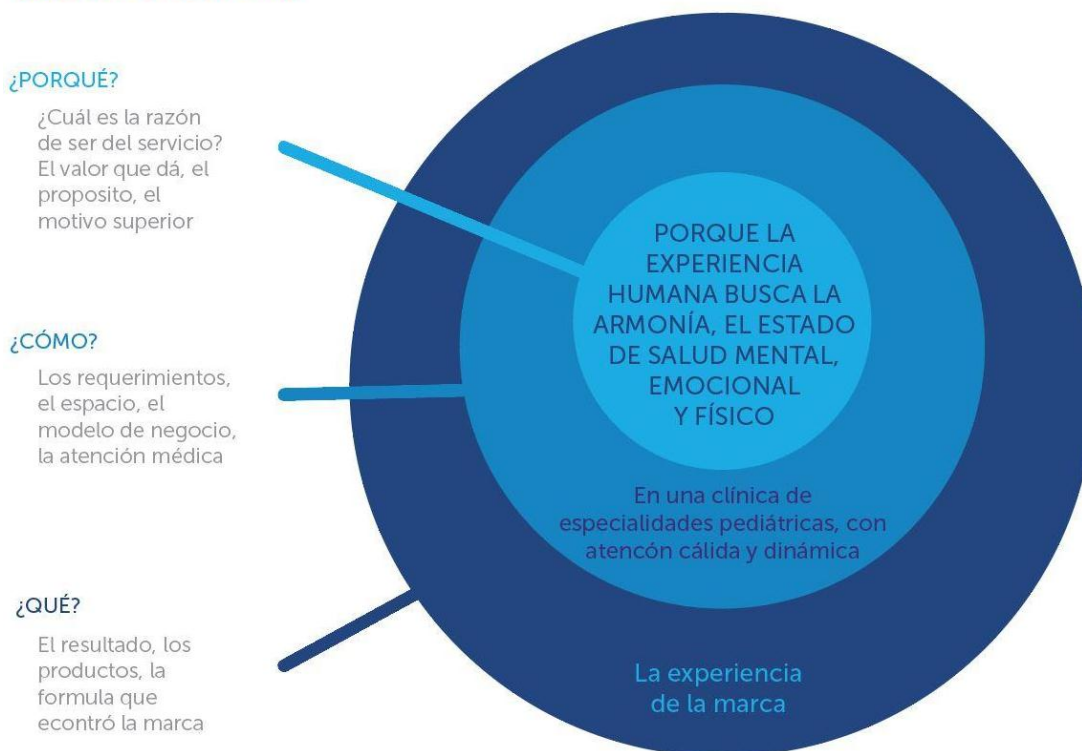 ¿PORQUÉ?
¿Cuál es la razón
de ser del servicio?
El valor que dá, el
proposito, el
motivo superior
¿CÓMO?
Los requerimientos,
el espacio, el
modelo de negocio,
la atención médica
¿QUÉ?
El resultado, los
productos, la
formula que
econtró la marca
PORQUE LA
EXPERIENCIA
HUMANA BUSCA LA
ARMONÍA, EL ESTADO
DE SALUD MENTAL,
EMOCIONAL
Y FÍSICO
En una clínica de
especialidades pediátricas, con
atencón cálida y dinámica
La experiencia
de la marca